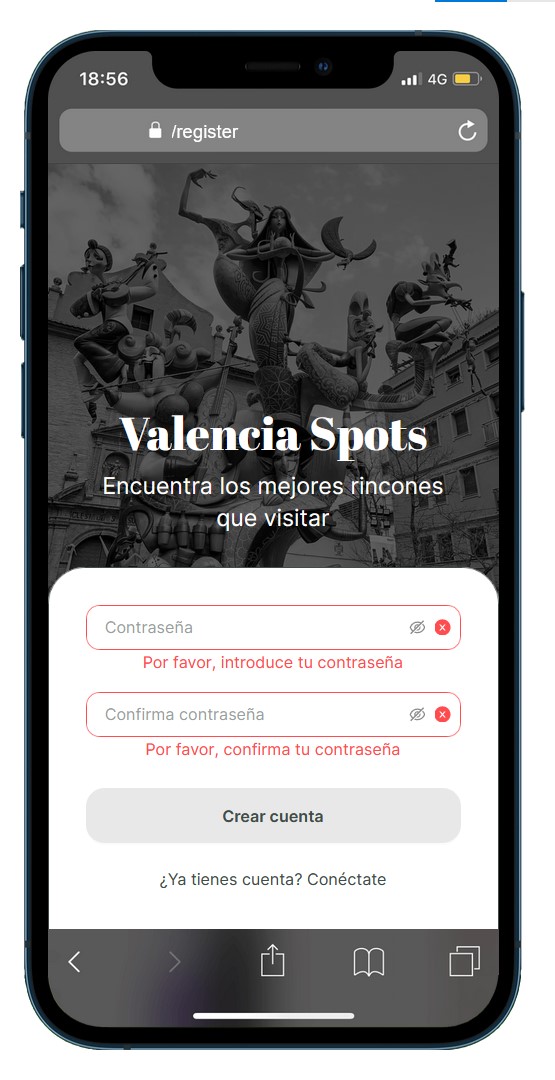 18:56
4G
/register
Valencia Spots
Encuentra los mejores rincones
que visitar
Contraseña
Por favor, introduce tu contraseña
Confirma contraseña
Por favor, confirma tu contraseña
Crear cuenta
¿Ya tienes cuenta? Conéctate